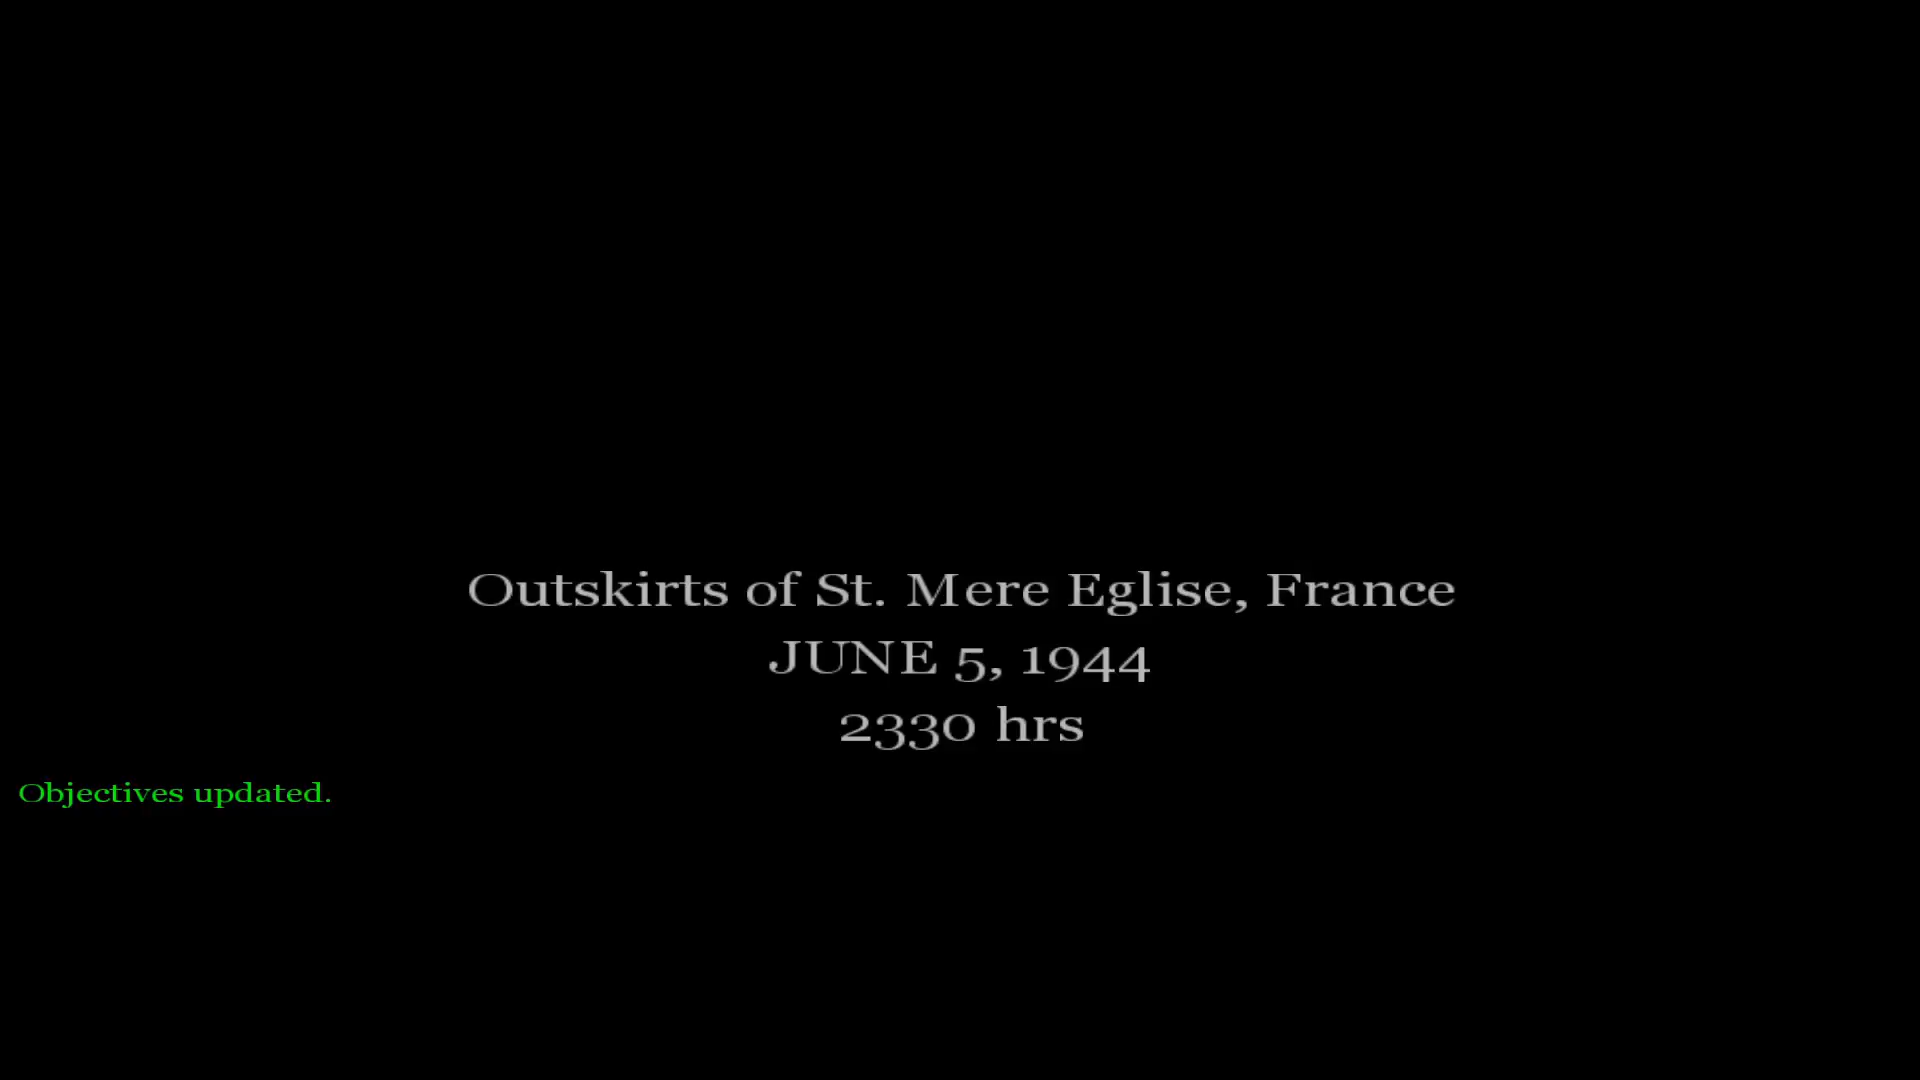 Outskirts of St. Mere Eglise, France
JUNE 5, 1944
2330 hrs
Objectives updated.